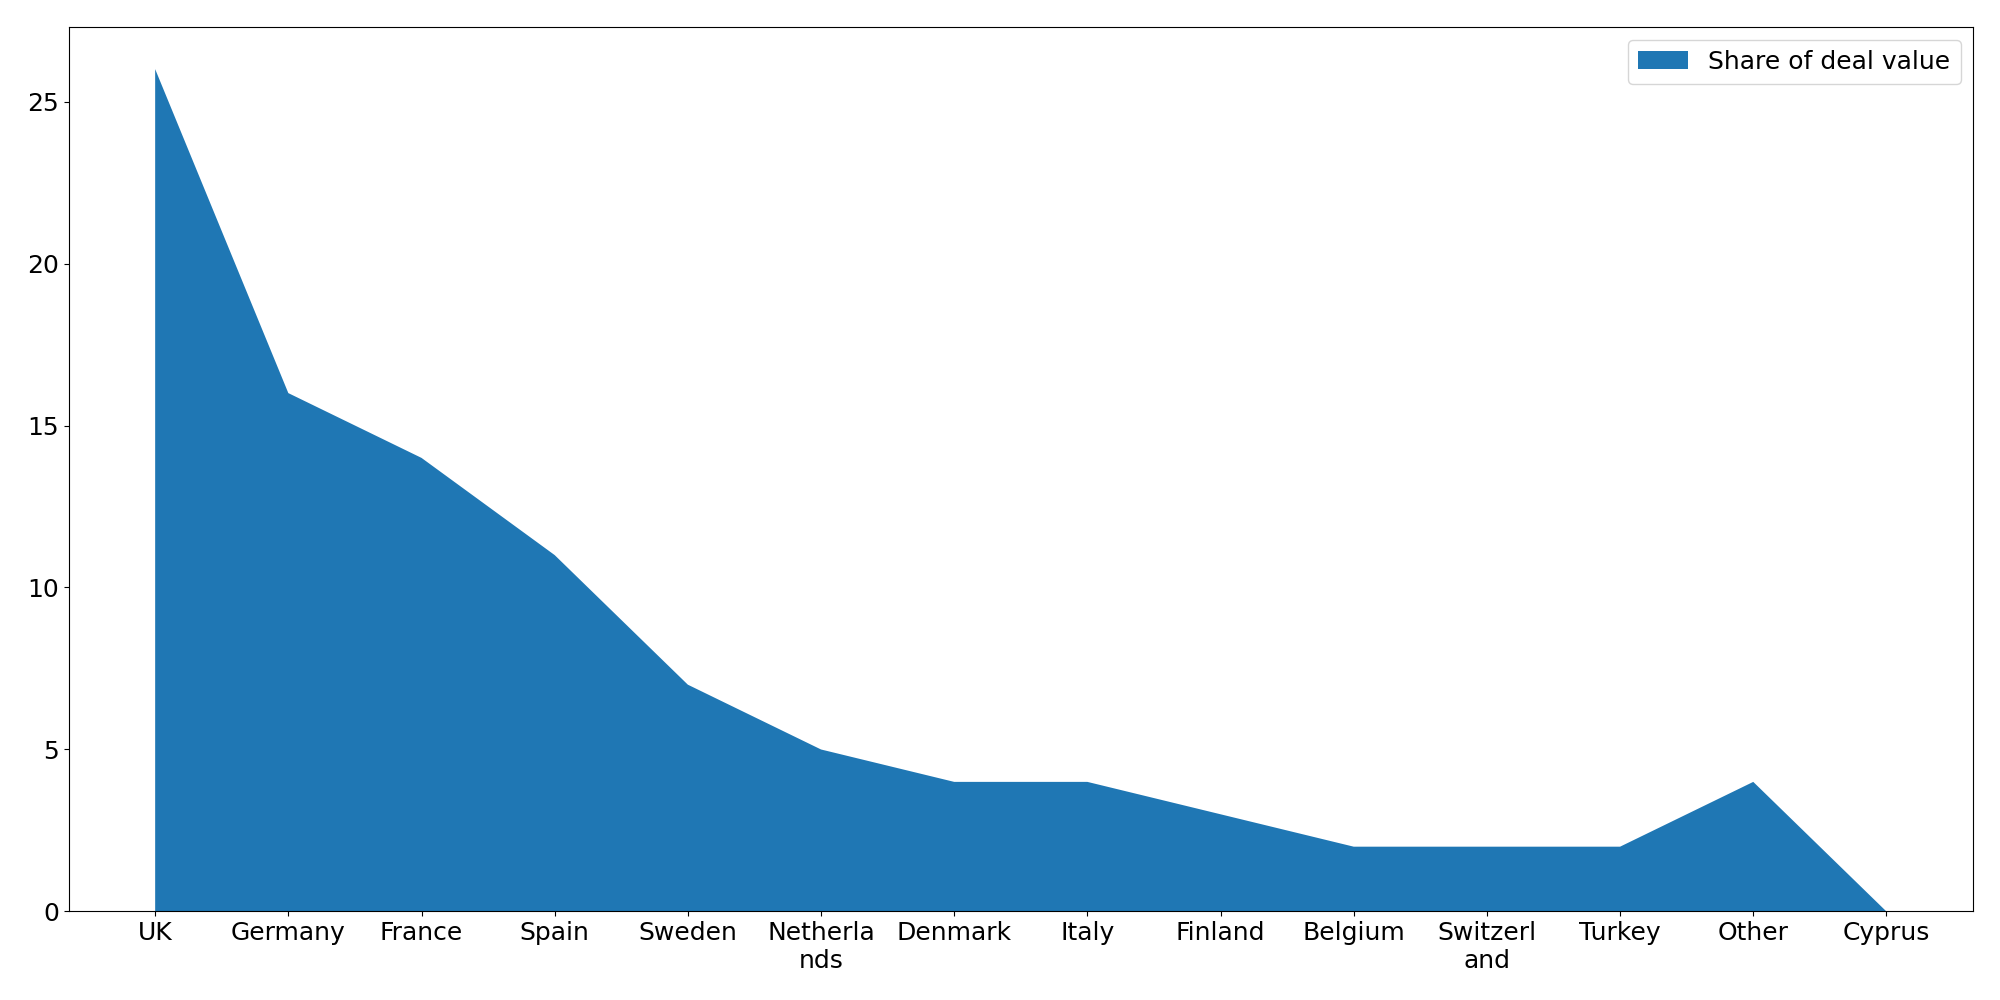 Share of deal value
25
20
15
10
5
0
UK Germany France Spain Sweden Netherla Denmark Italy Finland Belgium Switzerl Turkey Other Cyprus
nds and